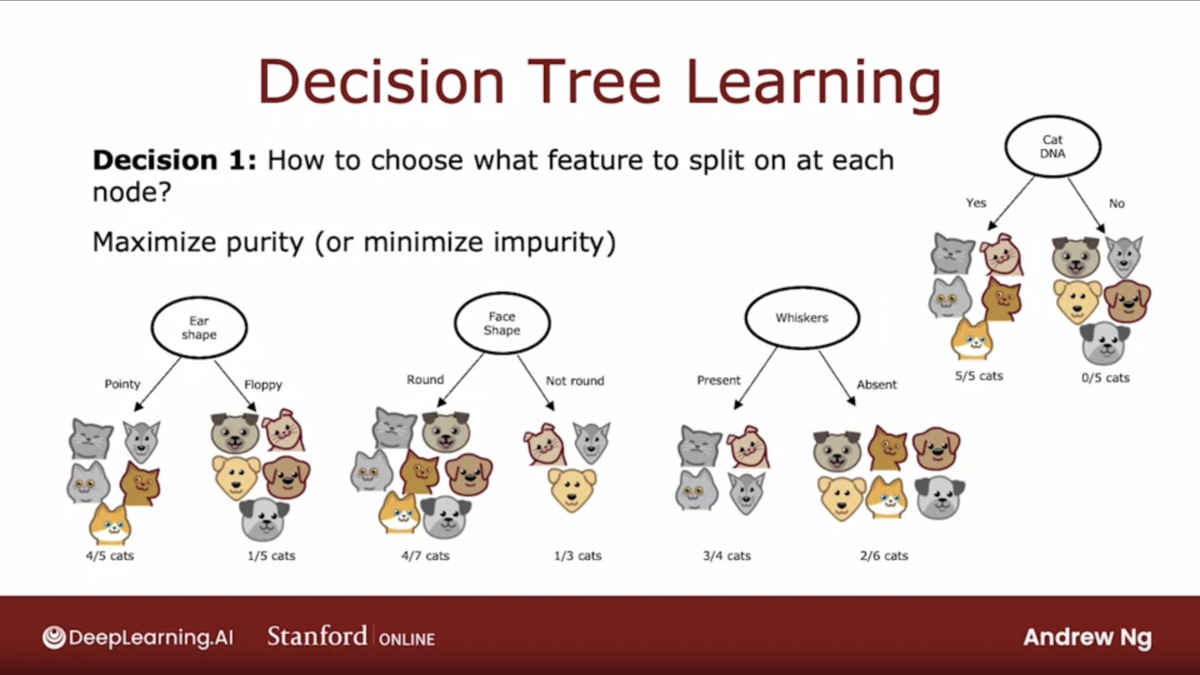 Decision Tree Learning
Decision 1: How to choose what feature to split on at each
node?
Maximize purity (or minimize impurity)
Cat
DNA
Yes
No
5/5 cats
0/5 cats
Ear
shape
Pointy
Floppy
4/5 cats
1/5 cats
Face
Shape
Round
Not round
4/7 cats
1/3 cats
Whiskers
Present
Absent
3/4 cats
2/6 cats
DeepLearning.AI
Stanford ONLINE
Andrew Ng